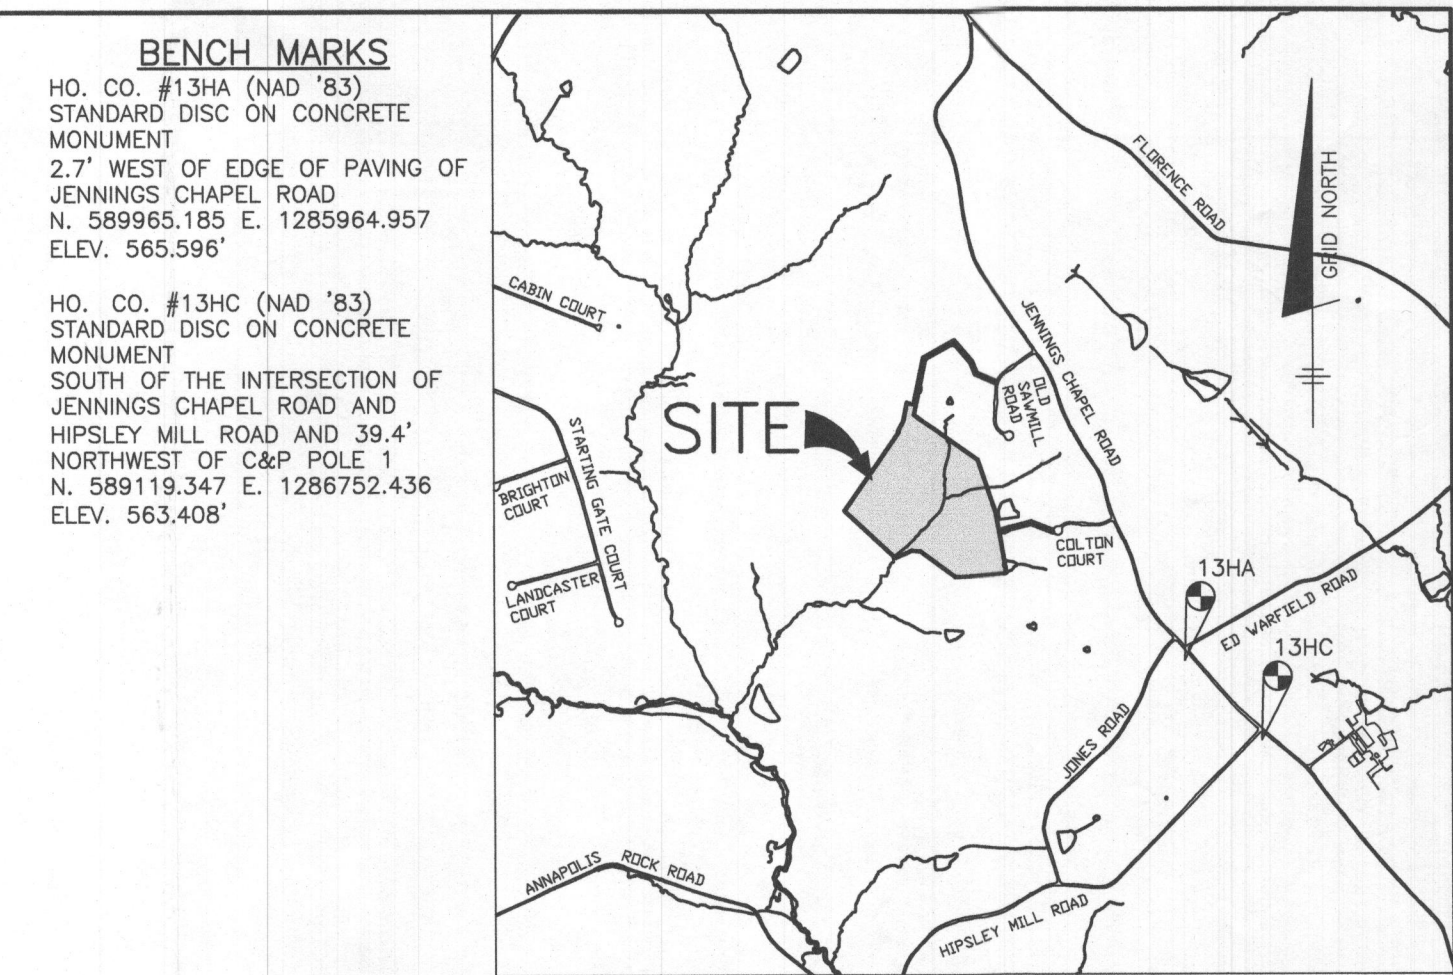 BENCH MARKS
HO. CO. #13HA (NAD '83)
STANDARD DISC ON CONCRETE
MONUMENT
2.7' WEST OF EDGE OF PAVING OF
JENNINGS CHAPEL ROAD
N. 589965.185 E. 1285964.957
ELEV. 565.596'
HO. CO. #13HC (NAD '83)
STANDARD DISC ON CONCRETE
MONUMENT
SOUTH OF THE INTERSECTION OF
JENNINGS CHAPEL ROAD AND
HIPSLEY MILL ROAD AND 39.4'
NORTHWEST OF C&P POLE 1
N. 589119.347 E. 1286752.436
ELEV. 563.408'
FLORENCE ROAD
GRID NORTH
CABIN COURT
JENNINGS CHAPEL ROAD
OLD
SAWMILL
ROAD
SITE
STARTING GATE COURT
BRIGHTON
COURT
COLTON
COURT
LANDCASTER
COURT
13HA
ED WARFIELD ROAD
13HC
JONES ROAD
ANNAPOLIS ROCK ROAD
HIPSLEY MILL ROAD